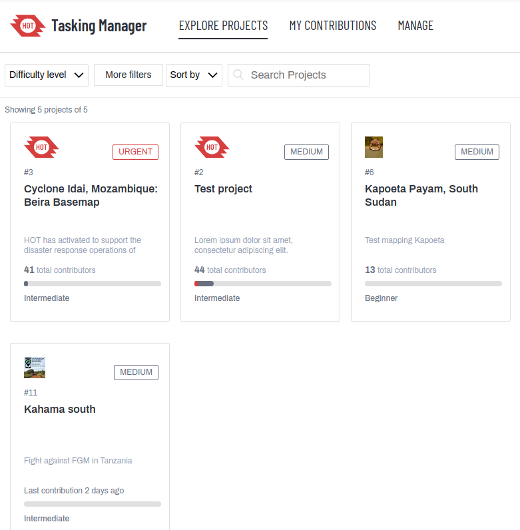 HOT Tasking Manager EXPLORE PROJECTS MY CONTRIBUTIONS MANAGE
Difficulty level More filters Sort by Search Projects
Showing 5 projects of 5
HOT URGENT
#3
Cyclone Idai, Mozambique:
Beira Basemap
HOT has activated to support the
disaster response operations of
41 total contributors
Intermediate
HOT MEDIUM
#2
Test project
Lorem ipsum dolor sit amet,
consectetur adipiscing elit.
44 total contributors
Intermediate
MEDIUM
#6
Kapoeta Payam, South
Sudan
Test mapping Kapoeta
13 total contributors
Beginner
MEDIUM
#11
Kahama south
Fight against FGM in Tanzania
Last contribution 2 days ago
Intermediate